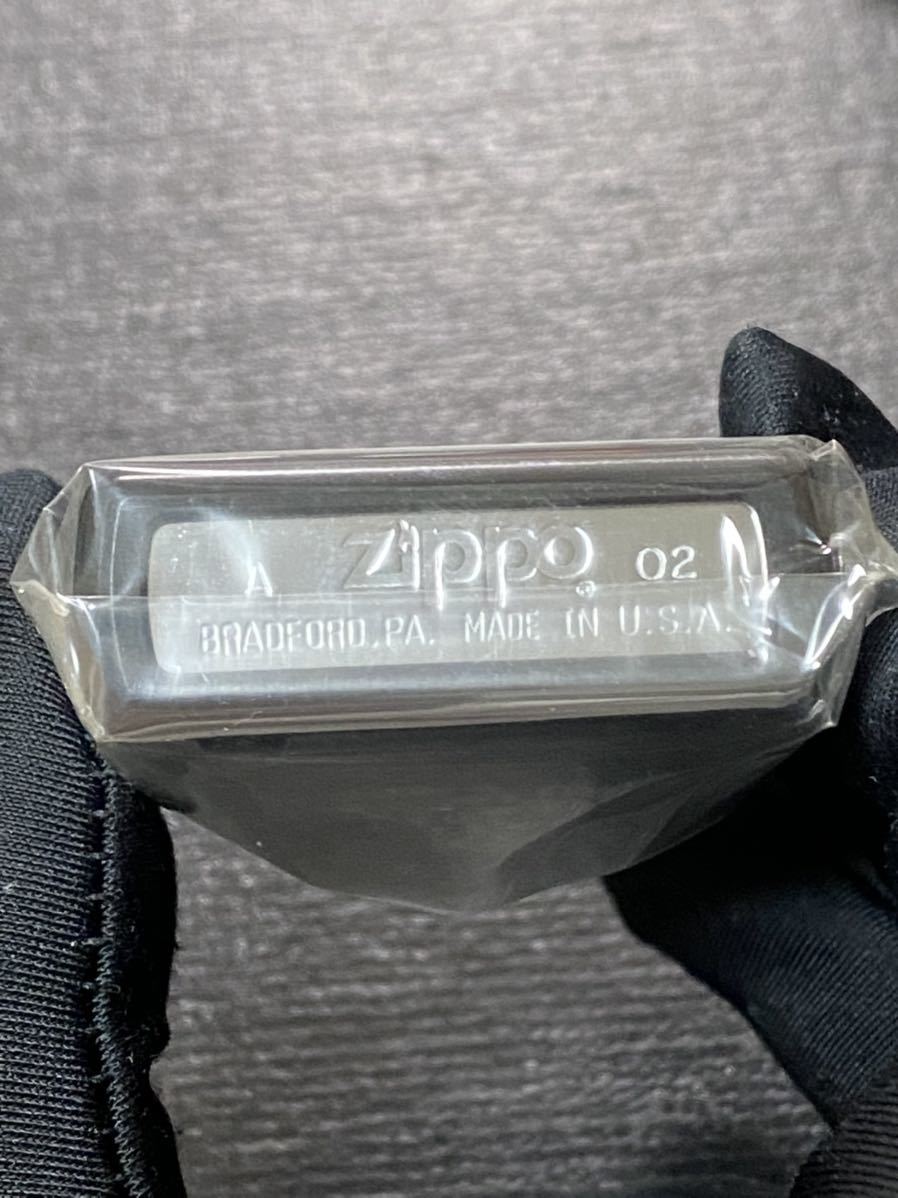 A Zippo® 02
BRADFORD,PA. MADE IN U.S.A.